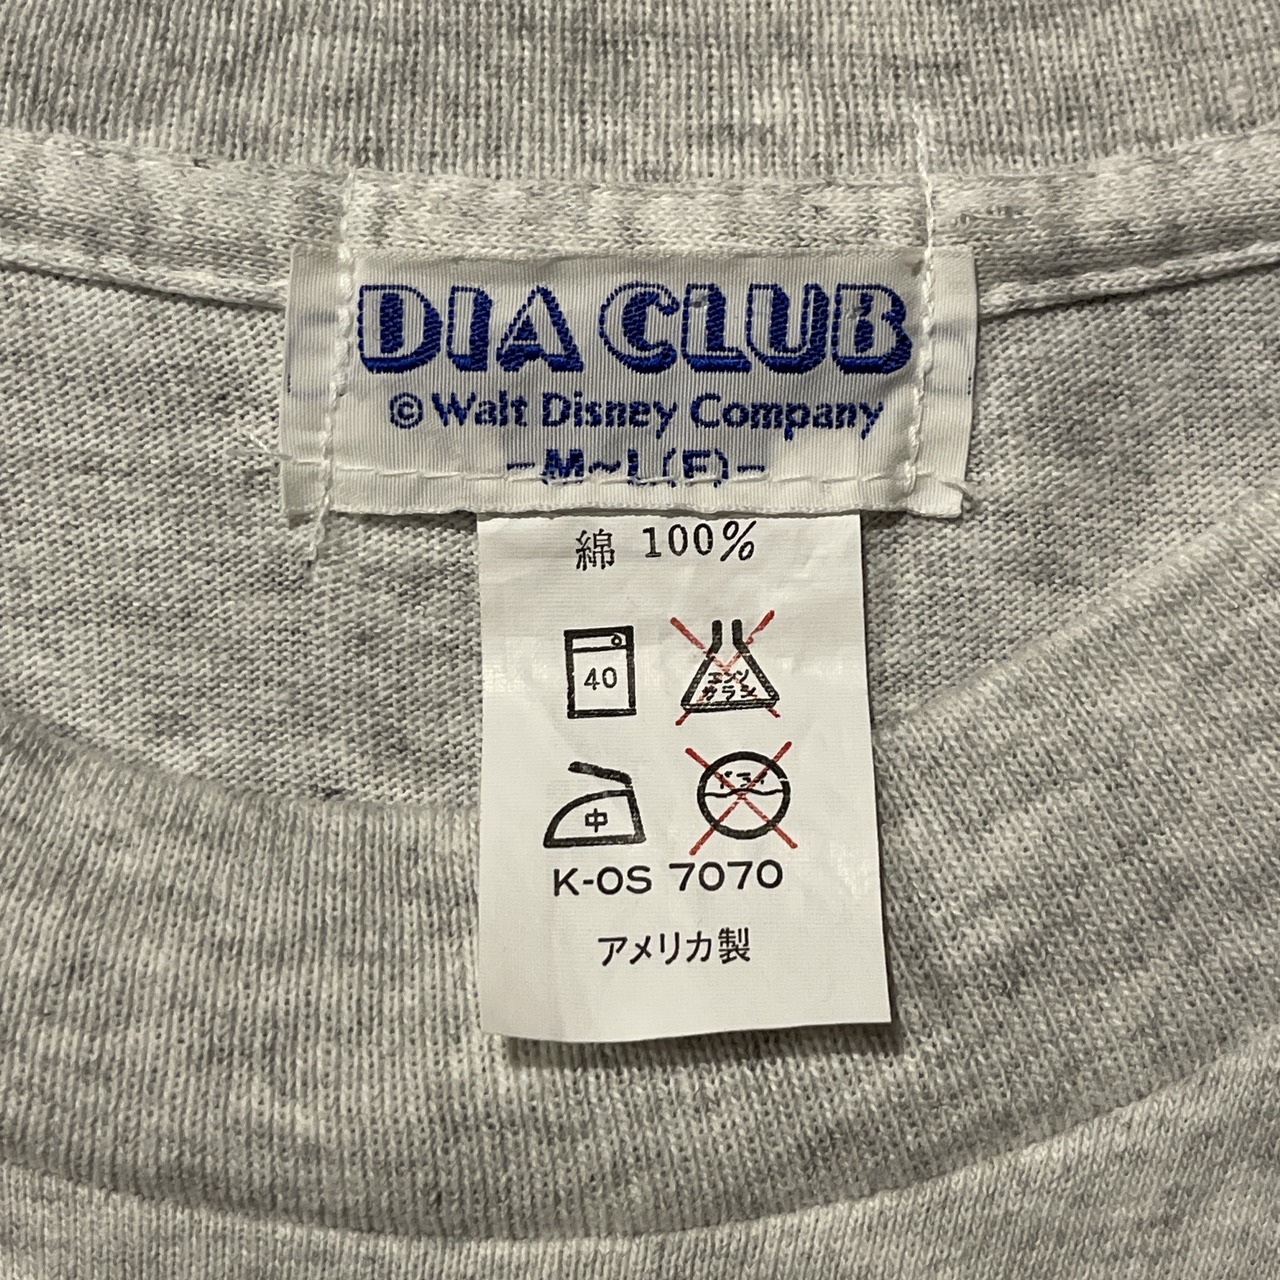 DIA CLUB
© Walt Disney Company
-M~L(F)-
綿 100%
40
エンソ
カラシ
中
ドライ
K-OS 7070
アメリカ製